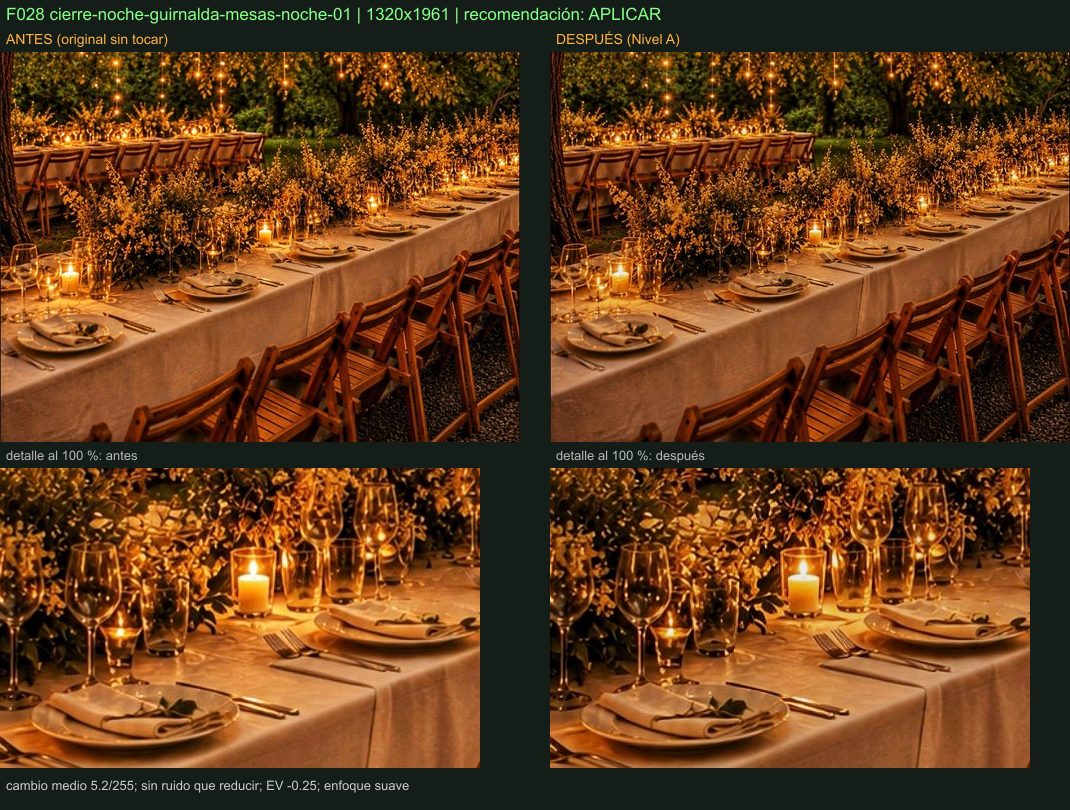 F028 cierre-noche-guirnalda-mesas-noche-01 | 1320x1961 | recomendación: APLICAR
ANTES (original sin tocar)
DESPUÉS (Nivel A)
detalle al 100 %: antes
detalle al 100 %: después
cambio medio 5.2/255; sin ruido que reducir; EV -0.25; enfoque suave